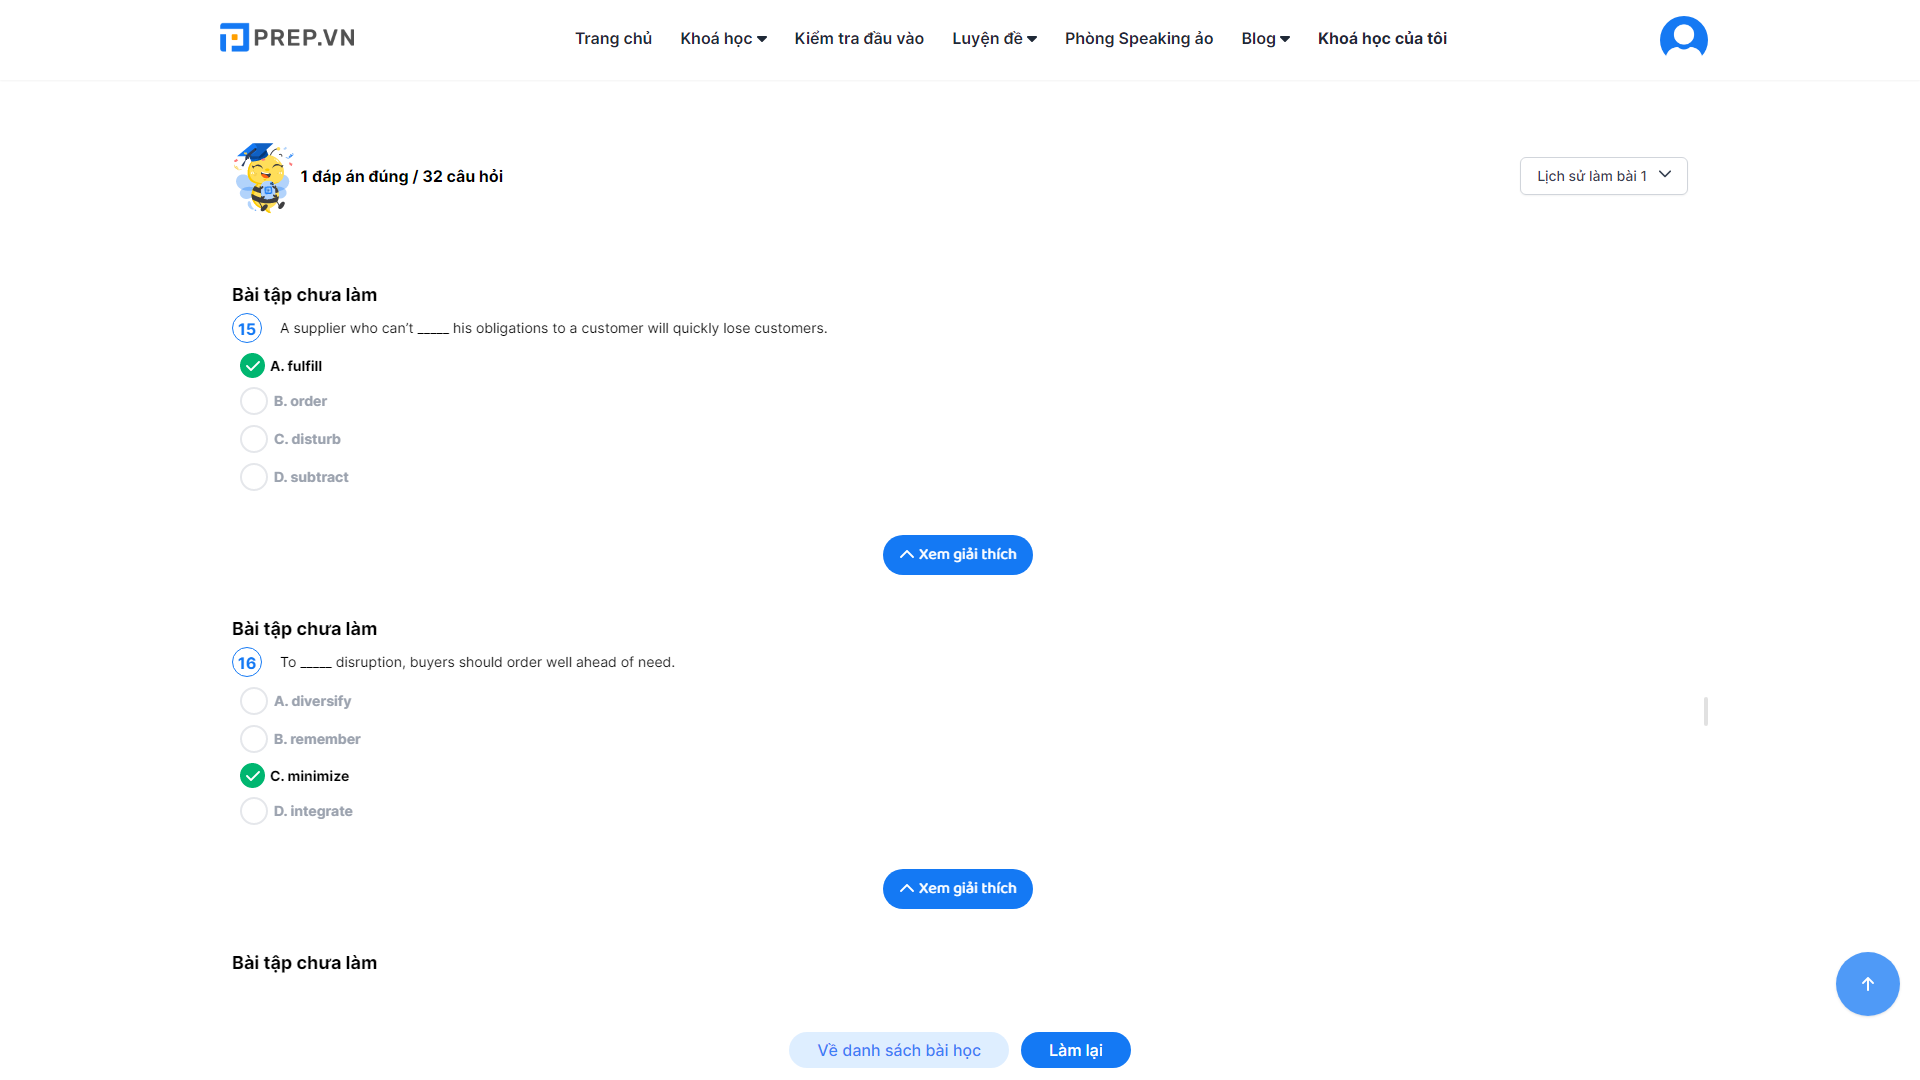 PREP.VN
Trang chủ Khoá học Kiểm tra đầu vào Luyện đề Phòng Speaking ảo Blog Khoá học của tôi
1 đáp án đúng / 32 câu hỏi
Lịch sử làm bài 1
Bài tập chưa làm
15 A supplier who can’t _____ his obligations to a customer will quickly lose customers.
A. fulfill
B. order
C. disturb
D. subtract
Xem giải thích
Bài tập chưa làm
16 To _____ disruption, buyers should order well ahead of need.
A. diversify
B. remember
C. minimize
D. integrate
Xem giải thích
Bài tập chưa làm
Về danh sách bài học Làm lại